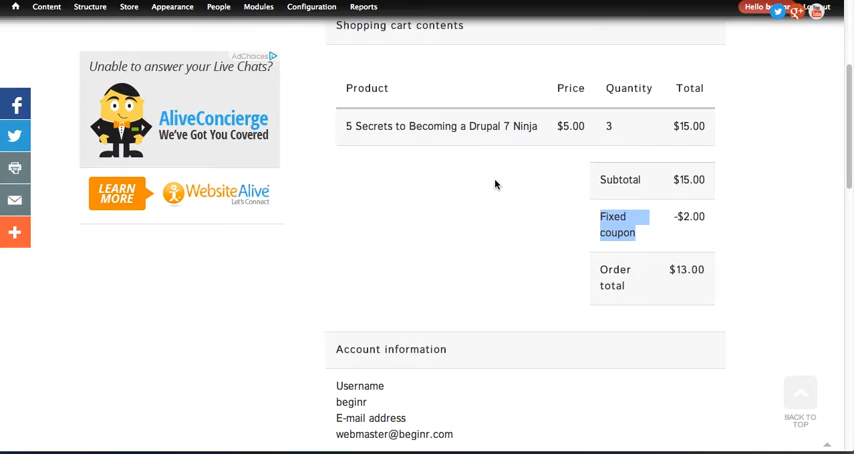 Content Structure Store Appearance People Modules Configuration Reports
Hello be
Shopping cart contents
AdChoices
Unable to answer your Live Chats?
AliveConcierge
We've Got You Covered
LEARN
MORE
WebsiteAlive
Let's Connect
Product Price Quantity Total
5 Secrets to Becoming a Drupal 7 Ninja $5.00 3 $15.00
Subtotal $15.00
Fixed -$2.00
coupon
Order $13.00
total
Account information
Username
beginr
E-mail address
webmaster@beginr.com
BACK TO
TOP